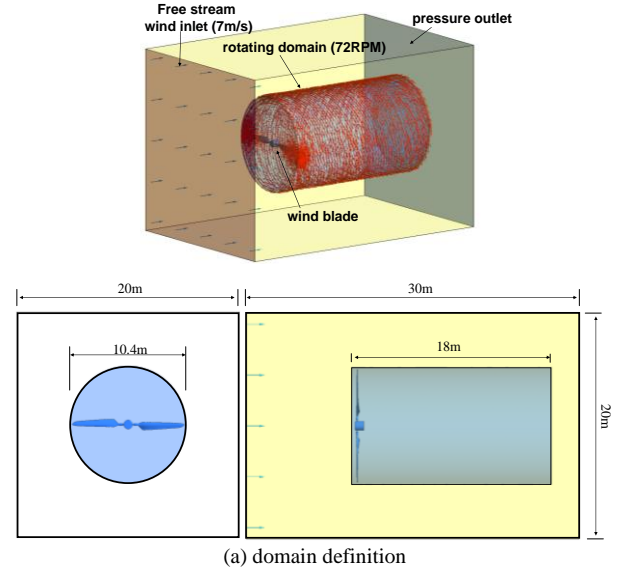 Free stream
wind inlet (7m/s)
pressure outlet
rotating domain (72RPM)
wind blade
20m
30m
10.4m
18m
20m
(a) domain definition